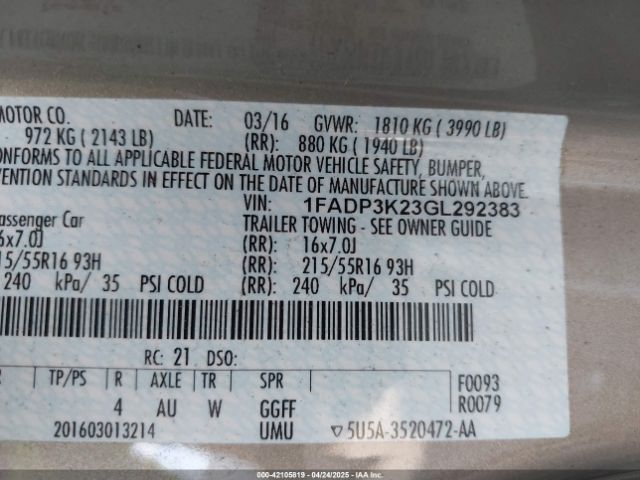 MOTOR CO. DATE: 03/16 GVWR: 1810 KG ( 3990 LB)
972 KG ( 2143 LB) (RR): 880 KG ( 1940 LB)
ONFORMS TO ALL APPLICABLE FEDERAL MOTOR VEHICLE SAFETY, BUMPER,
VENTION STANDARDS IN EFFECT ON THE DATE OF MANUFACTURE SHOWN ABOVE.
VIN: 1FADP3K23GL292383
assenger Car TRAILER TOWING - SEE OWNER GUIDE
6x7.0J (RR): 16x7.0J
15/55R16 93H (RR): 215/55R16 93H
240 kPa/ 35 PSI COLD (RR): 240 kPa/ 35 PSI COLD
RC: 21 DSO:
R TP/PS R AXLE TR SPR F0093
4 AU W GGFF R0079
201603013214 UMU ▽5U5A-3520472-AA
000-42105819 - 04/24/2025 - IAAI.com